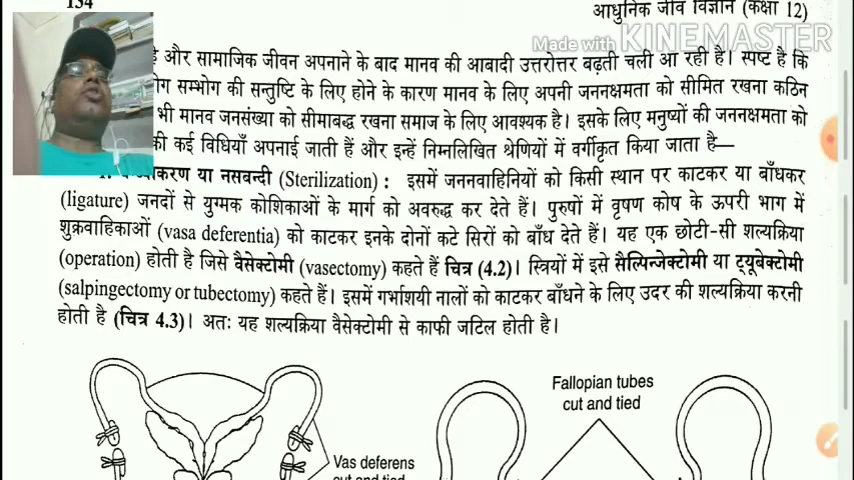 134
आधुनिक जीव विज्ञान (कक्षा 12)
Made with KINEMASTER
है और सामाजिक जीवन अपनाने के बाद मानव की आबादी उत्तरोत्तर बढ़ती चली आ रही है। स्पष्ट है कि
सम्भोग की सन्तुष्टि के लिए होने के कारण मानव के लिए अपनी जननक्षमता को सीमित रखना कठिन
भी मानव जनसंख्या को सीमाबद्ध रखना समाज के लिए आवश्यक है। इसके लिए मनुष्यों की जननक्षमता को
की कई विधियाँ अपनाई जाती हैं और इन्हें निम्नलिखित श्रेणियों में वर्गीकृत किया जाता है—
या नसबन्दी (Sterilization) : इसमें जननवाहिनियों को किसी स्थान पर काटकर या बाँधकर
(ligature) जनदों से युग्मक कोशिकाओं के मार्ग को अवरुद्ध कर देते हैं। पुरुषों में वृषण कोष के ऊपरी भाग में
शुक्रवाहिकाओं (vasa deferentia) को काटकर इनके दोनों कटे सिरों को बाँध देते हैं। यह एक छोटी-सी शल्यक्रिया
(operation) होती है जिसे वैसेक्टोमी (vasectomy) कहते हैं चित्र (4.2)। स्त्रियों में इसे सैल्पिन्जेक्टोमी या ट्यूबेक्टोमी
(salpingectomy or tubectomy) कहते हैं। इसमें गर्भाशयी नालों को काटकर बाँधने के लिए उदर की शल्यक्रिया करनी
होती है (चित्र 4.3)। अतः यह शल्यक्रिया वैसेक्टोमी से काफी जटिल होती है।
Fallopian tubes
cut and tied
Vas deferens
cut and tied